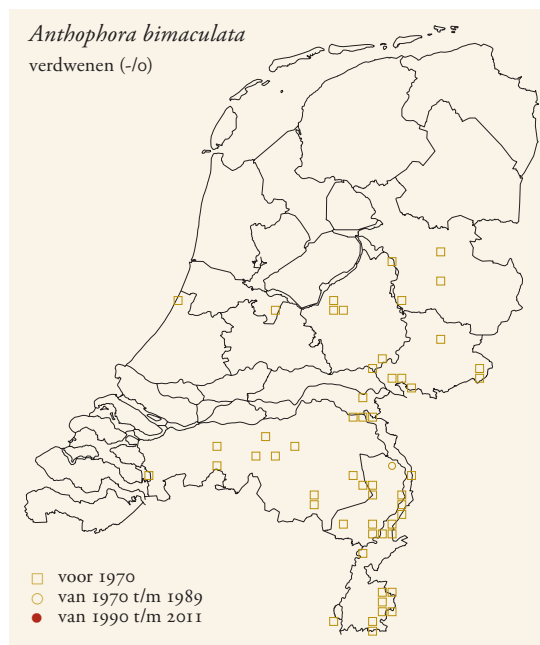 Anthophora bimaculata
verdwenen (-/0)
voor 1970
van 1970 t/m 1989
van 1990 t/m 2011